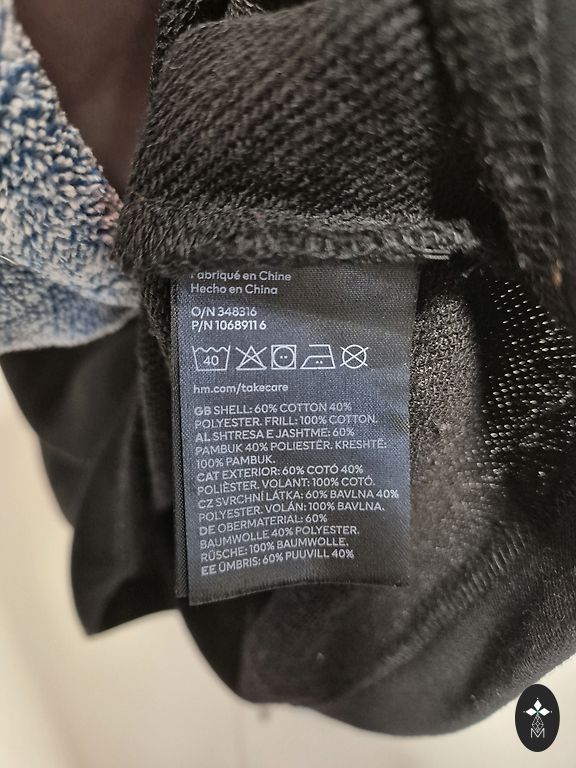 Fabriqué en Chine
Hecho en China
O/N 348316
P/N 1068911 6
40
hm.com/takecare
GB SHELL: 60% COTTON 40%
POLYESTER. FRILL: 100% COTTON.
AL SHTRESA E JASHTME: 60%
PAMBUK 40% POLIESTËR. KRESHTË:
100% PAMBUK.
CAT EXTERIOR: 60% COTÓ 40%
POLIÈSTER. VOLANT: 100% COTÓ.
CZ SVRCHNÍ LÁTKA: 60% BAVLNA 40%
POLYESTER. VOLÁN: 100% BAVLNA.
DE OBERMATERIAL: 60%
BAUMWOLLE 40% POLYESTER.
RÜSCHE: 100% BAUMWOLLE.
EE ÜMBRIS: 60% PUUVILL 40%
M